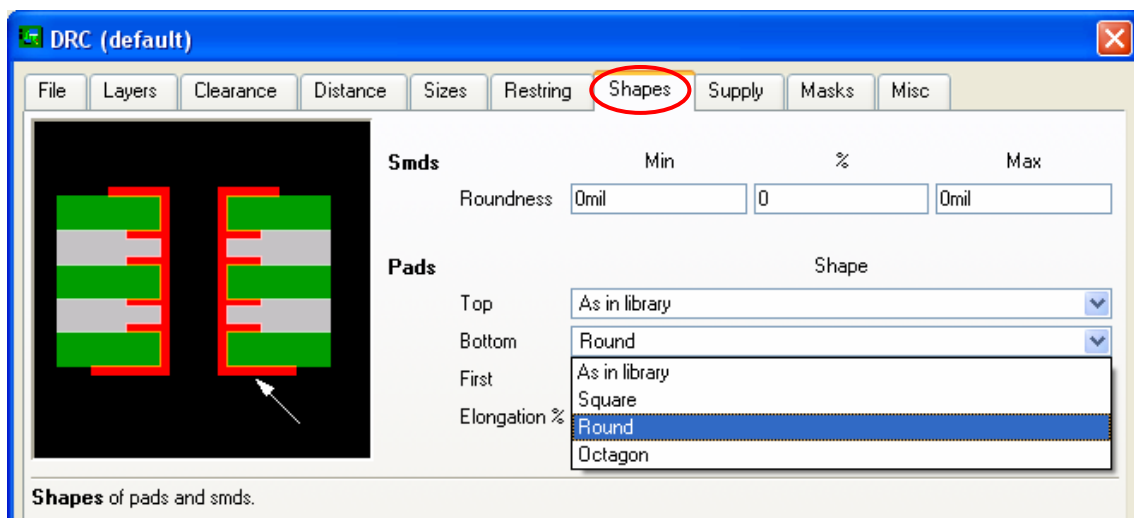 DRC (default)
File Layers Clearance Distance Sizes Restring Shapes Supply Masks Misc
Smds Min % Max
Roundness 0mil 0 0mil
Pads Shape
Top As in library
Bottom Round
First As in library
Square
Elongation % Round
Octagon
Shapes of pads and smds.